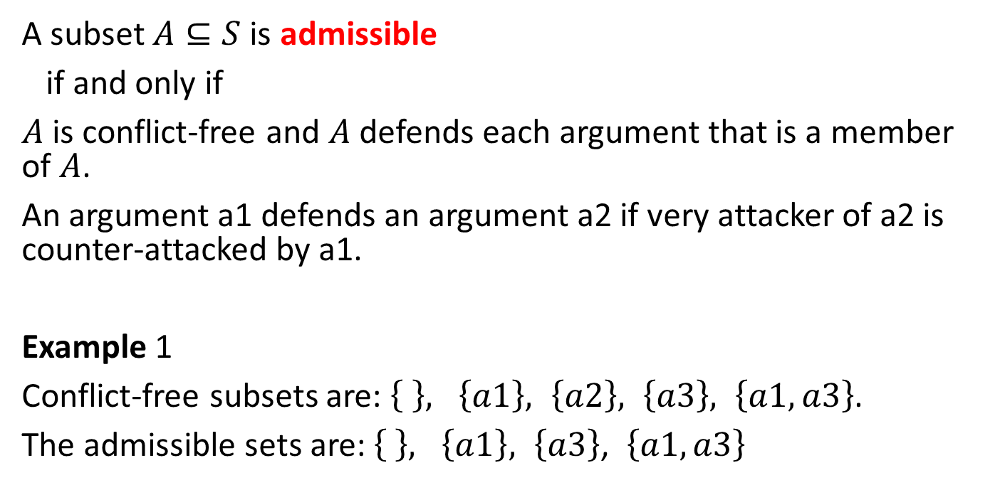 A subset A ⊆ S is admissible
if and only if
A is conflict-free and A defends each argument that is a member
of A.
An argument a1 defends an argument a2 if very attacker of a2 is
counter-attacked by a1.
Example 1
Conflict-free subsets are: { }, {a1}, {a2}, {a3}, {a1, a3}.
The admissible sets are: { }, {a1}, {a3}, {a1, a3}